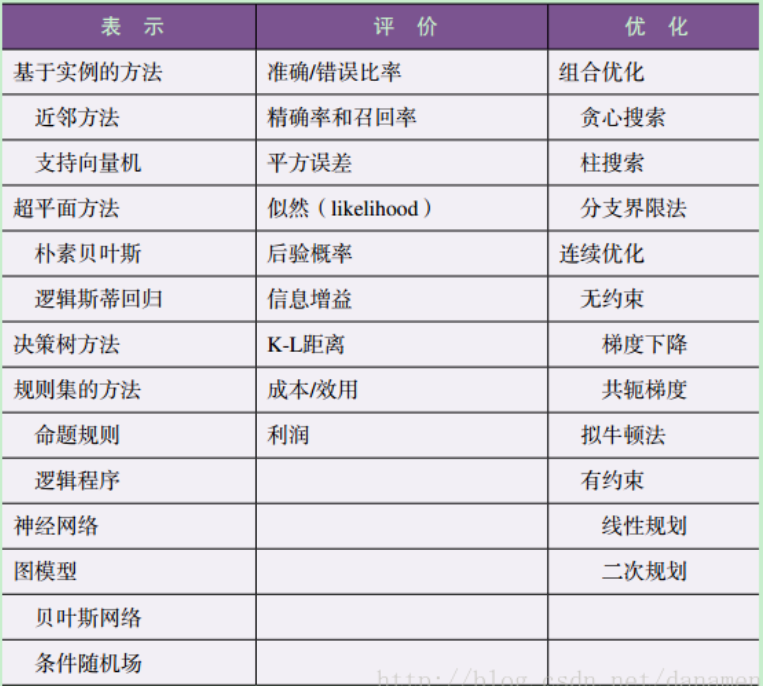 表 示 评 价 优 化
基于实例的方法 准确/错误比率 组合优化
近邻方法 精确率和召回率 贪心搜索
支持向量机 平方误差 柱搜索
超平面方法 似然（likelihood） 分支界限法
朴素贝叶斯 后验概率 连续优化
逻辑斯蒂回归 信息增益 无约束
决策树方法 K-L距离 梯度下降
规则集的方法 成本/效用 共轭梯度
命题规则 利润 拟牛顿法
逻辑程序 有约束
神经网络 线性规划
图模型 二次规划
贝叶斯网络
条件随机场
http://blog.csdn.net/danamen